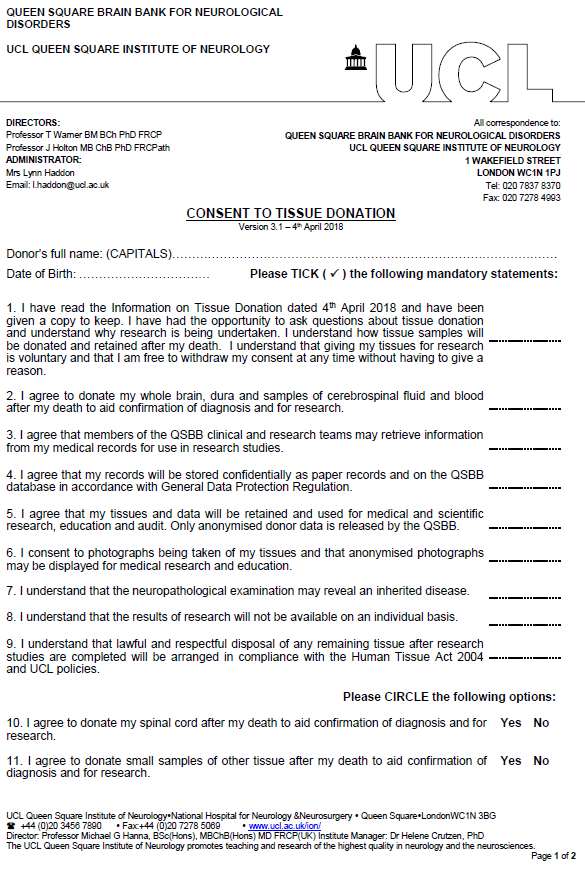 QUEEN SQUARE BRAIN BANK FOR NEUROLOGICAL
DISORDERS
UCL QUEEN SQUARE INSTITUTE OF NEUROLOGY
UCL
DIRECTORS:
Professor T Warner BM BCh PhD FRCP
Professor J Holton MB ChB PhD FRCPath
ADMINISTRATOR:
Mrs Lynn Haddon
Email: l.haddon@ucl.ac.uk
All correspondence to:
QUEEN SQUARE BRAIN BANK FOR NEUROLOGICAL DISORDERS
UCL QUEEN SQUARE INSTITUTE OF NEUROLOGY
1 WAKEFIELD STREET
LONDON WC1N 1PJ
Tel: 020 7837 8370
Fax: 020 7278 4993
CONSENT TO TISSUE DONATION
Version 3.1 – 4th April 2018
Donor's full name: (CAPITALS)……………………………………………………………………………
Date of Birth: …………………………… Please TICK ( ✓ ) the following mandatory statements:
1. I have read the Information on Tissue Donation dated 4th April 2018 and have been
given a copy to keep. I have had the opportunity to ask questions about tissue donation
and understand why research is being undertaken. I understand how tissue samples will
be donated and retained after my death. I understand that giving my tissues for research
is voluntary and that I am free to withdraw my consent at any time without having to give a
reason.
2. I agree to donate my whole brain, dura and samples of cerebrospinal fluid and blood
after my death to aid confirmation of diagnosis and for research.
3. I agree that members of the QSBB clinical and research teams may retrieve information
from my medical records for use in research studies.
4. I agree that my records will be stored confidentially as paper records and on the QSBB
database in accordance with General Data Protection Regulation.
5. I agree that my tissues and data will be retained and used for medical and scientific
research, education and audit. Only anonymised donor data is released by the QSBB.
6. I consent to photographs being taken of my tissues and that anonymised photographs
may be displayed for medical research and education.
7. I understand that the neuropathological examination may reveal an inherited disease.
8. I understand that the results of research will not be available on an individual basis.
9. I understand that lawful and respectful disposal of any remaining tissue after research
studies are completed will be arranged in compliance with the Human Tissue Act 2004
and UCL policies.
Please CIRCLE the following options:
10. I agree to donate my spinal cord after my death to aid confirmation of diagnosis and for Yes No
research.
11. I agree to donate small samples of other tissue after my death to aid confirmation of Yes No
diagnosis and for research.
UCL Queen Square Institute of Neurology•National Hospital for Neurology &Neurosurgery • Queen Square•LondonWC1N 3BG
☎ +44 (0)20 3456 7890 • Fax:+44 (0)20 7278 5069 • www.ucl.ac.uk/ion/
Director: Professor Michael G Hanna, BSc(Hons), MBChB(Hons) MD FRCP(UK) Institute Manager: Dr Helene Crutzen, PhD
The UCL Queen Square Institute of Neurology promotes teaching and research of the highest quality in neurology and the neurosciences.
Page 1 of 2